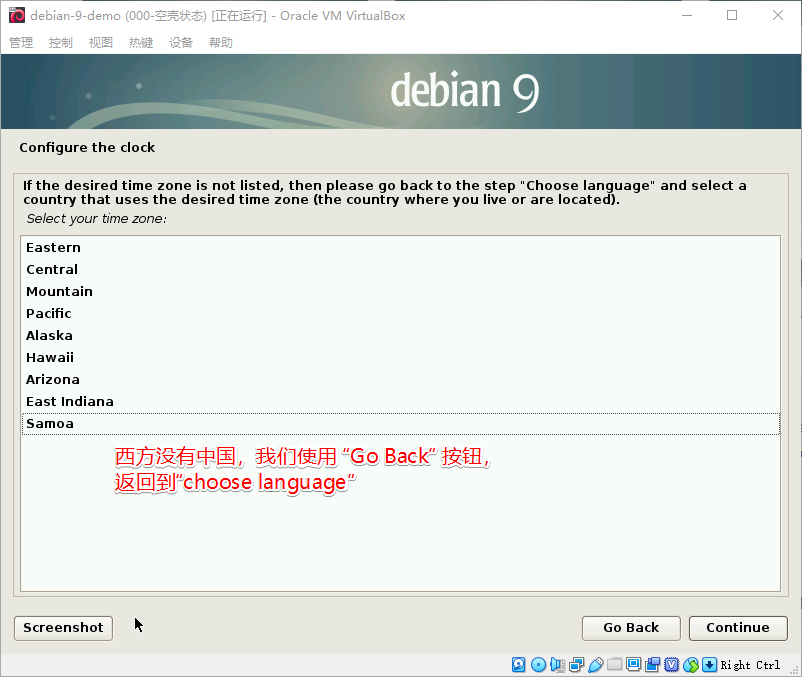 debian-9-demo (000-空壳状态) [正在运行] - Oracle VM VirtualBox
管理 控制 视图 热键 设备 帮助
debian 9
Configure the clock
If the desired time zone is not listed, then please go back to the step "Choose language" and select a
country that uses the desired time zone (the country where you live or are located).
Select your time zone:
Eastern
Central
Mountain
Pacific
Alaska
Hawaii
Arizona
East Indiana
Samoa
西方没有中国，我们使用 “Go Back” 按钮，
返回到“choose language”
Screenshot Go Back Continue
Right Ctrl